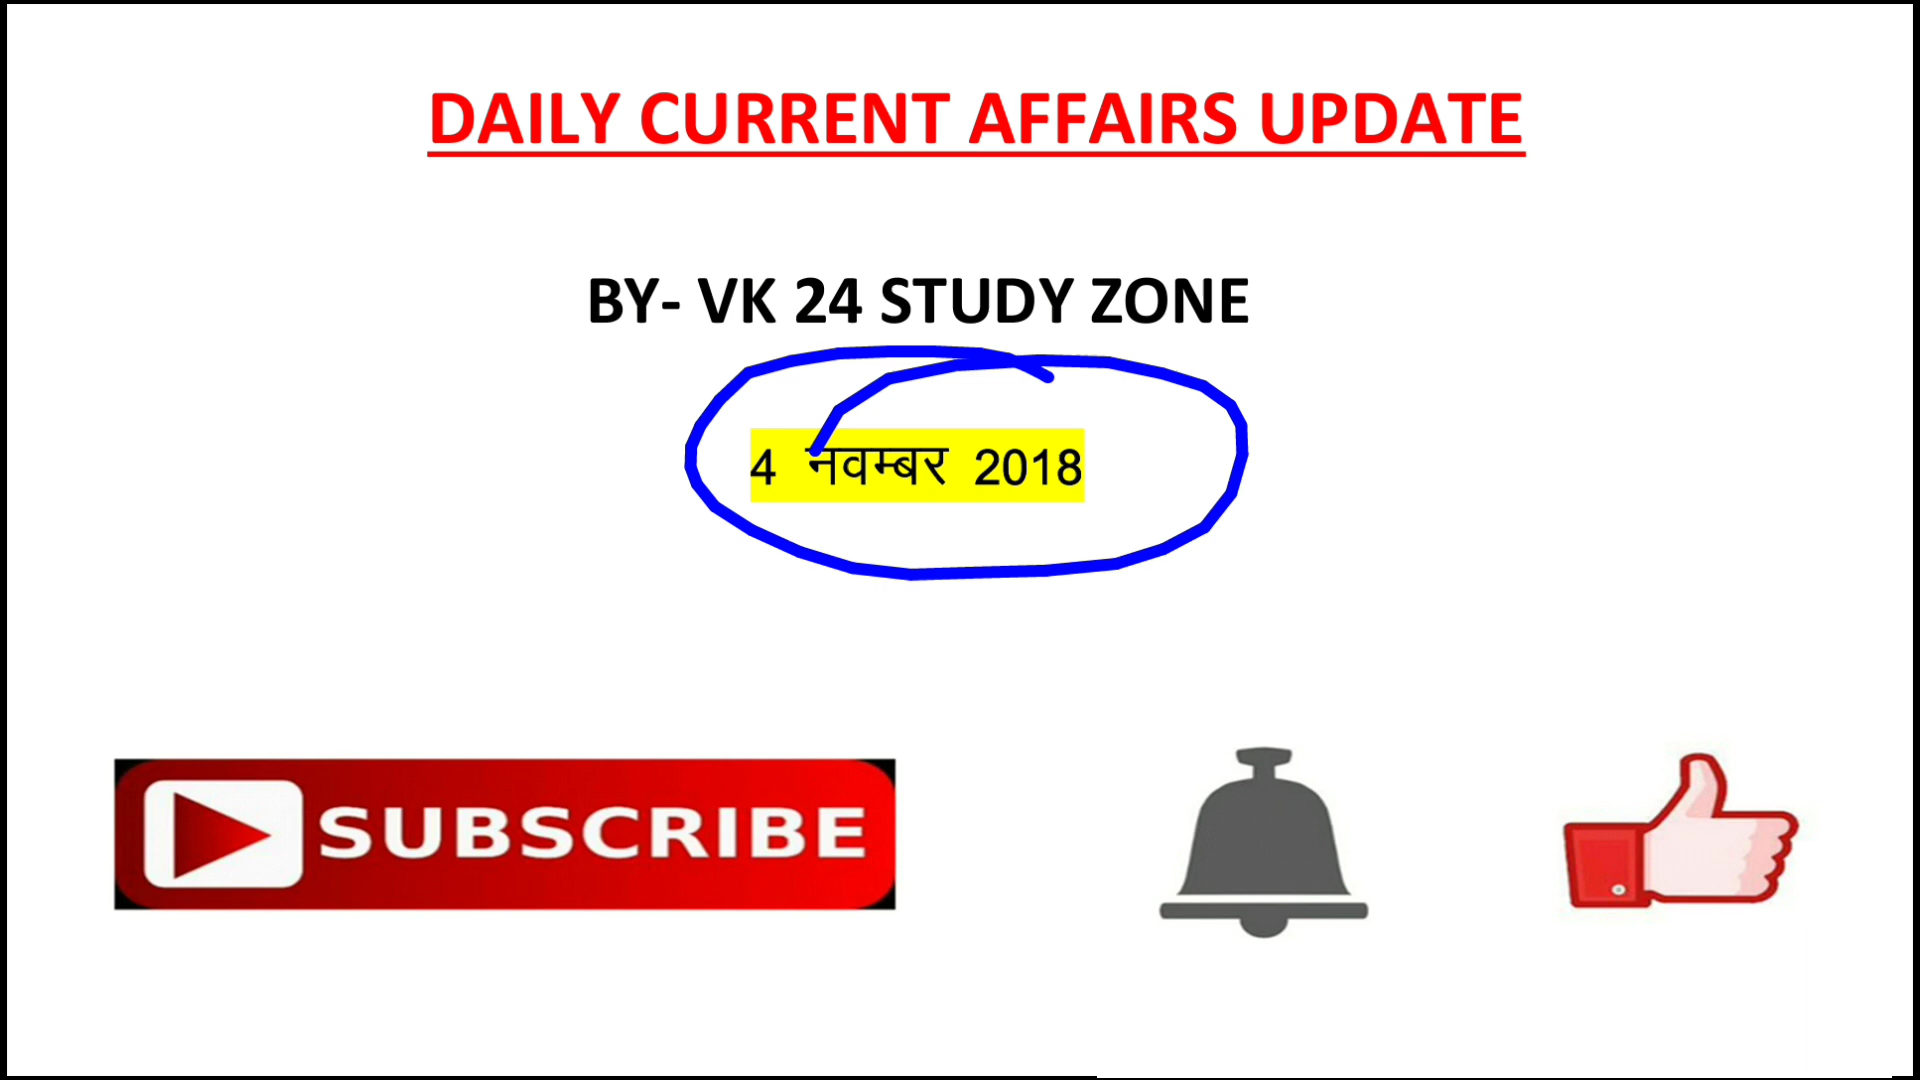 DAILY CURRENT AFFAIRS UPDATE
BY- VK 24 STUDY ZONE
4 नवम्बर 2018
SUBSCRIBE